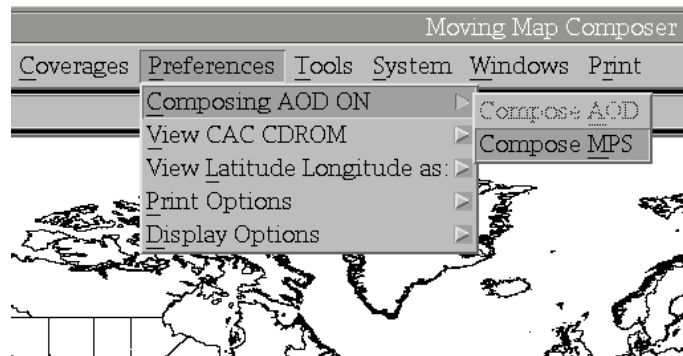 Moving Map Composer
Coverages Preferences Tools System Windows Print
Composing AOD ON
Compose AOD
View CAC CDROM
Compose MPS
View Latitude Longitude as:
Print Options
Display Options